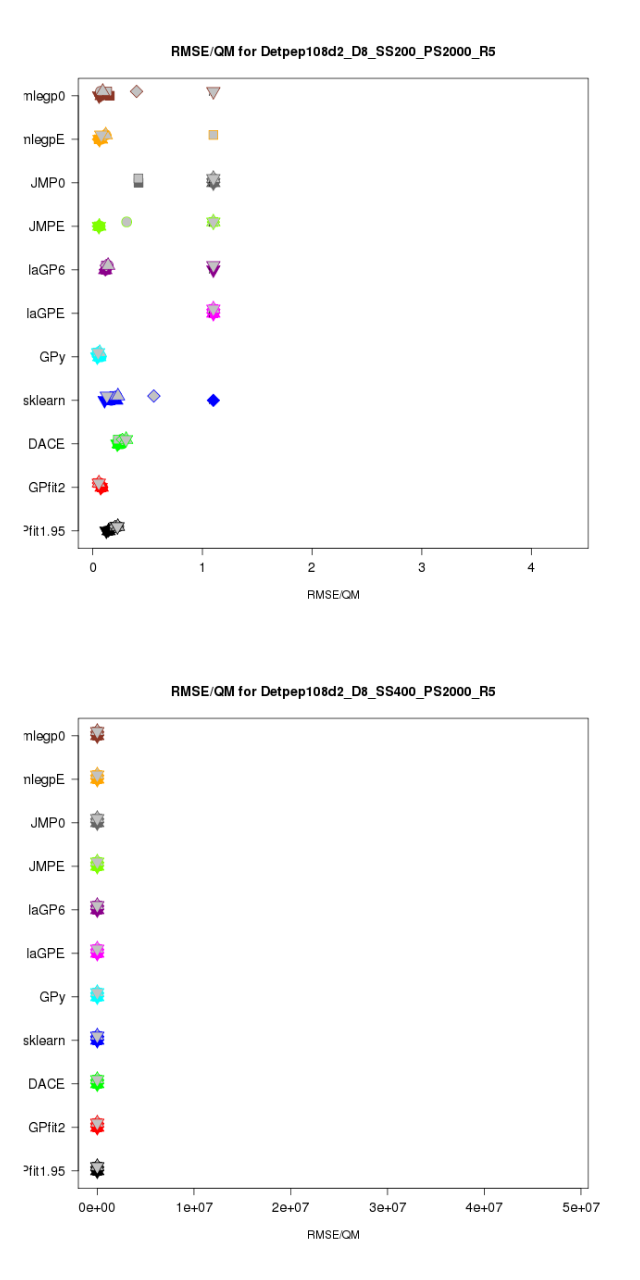 RMSE/QM for Detpep108d2_D8_SS200_PS2000_R5
mlegp0
mlegpE
JMP0
JMPE
laGP6
laGPE
GPy
sklearn
DACE
GPfit2
Pfit1.95
0 1 2 3 4
RMSE/QM
RMSE/QM for Detpep108d2_D8_SS400_PS2000_R5
mlegp0
mlegpE
JMP0
JMPE
laGP6
laGPE
GPy
sklearn
DACE
GPfit2
Pfit1.95
0e+00 1e+07 2e+07 3e+07 4e+07 5e+07
RMSE/QM